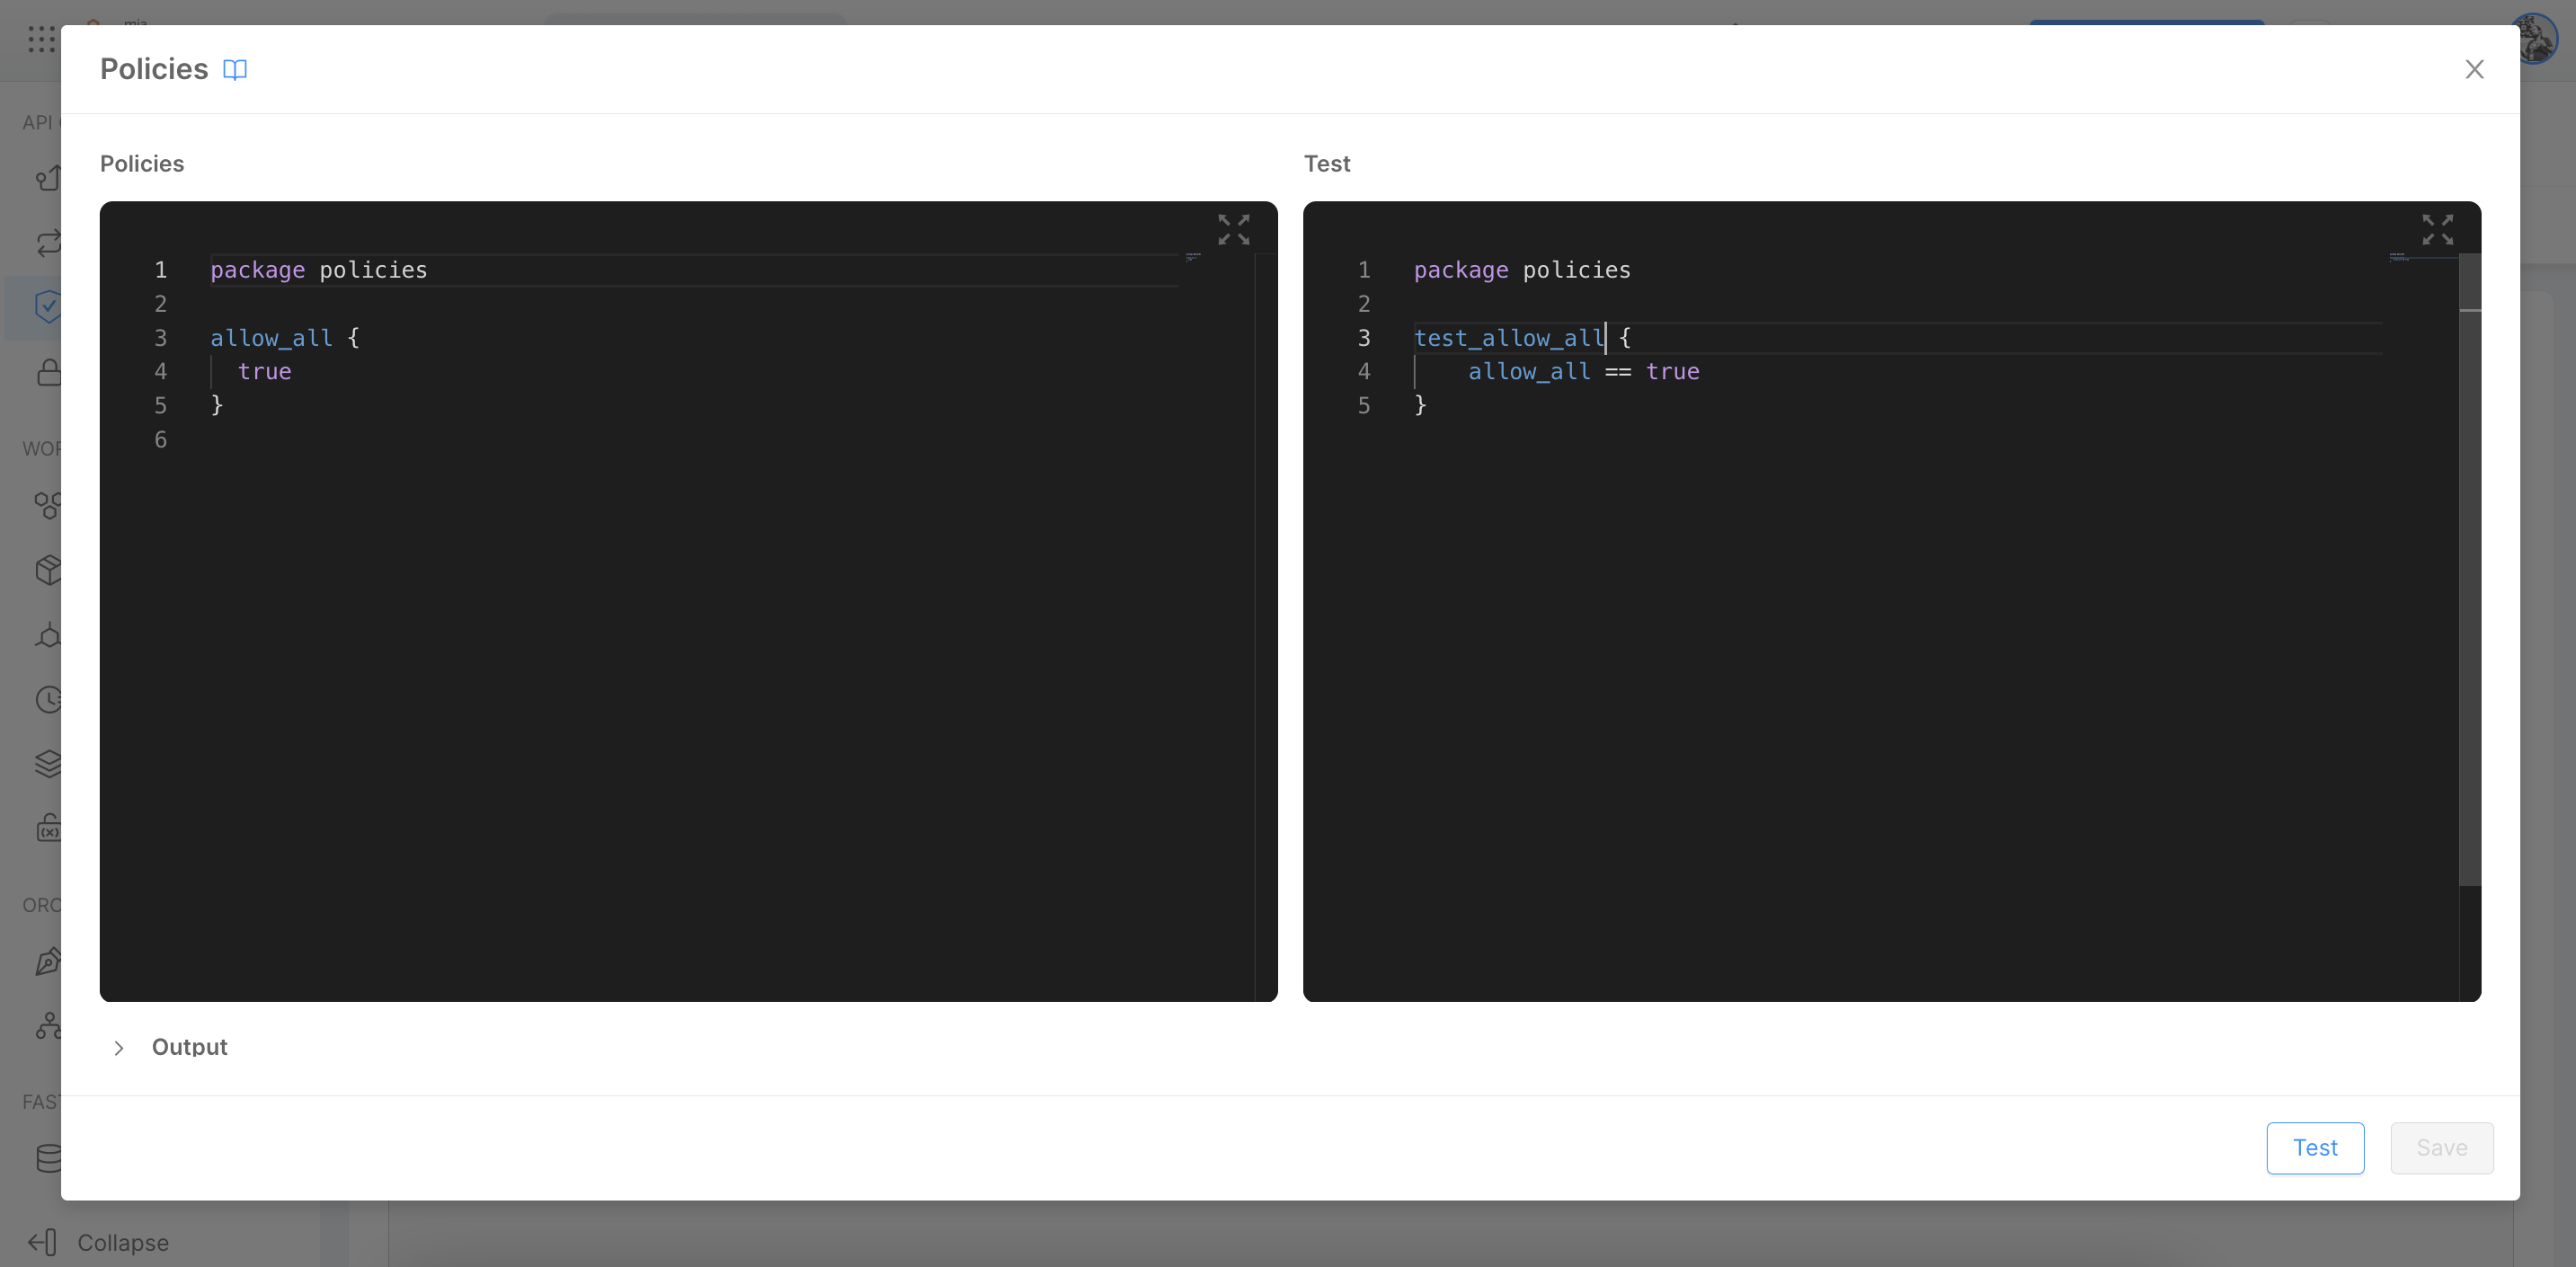 mia
Policies
API
Policies
Test
1 package policies
2
3 allow_all {
4 true
5 }
6
1 package policies
2
3 test_allow_all {
4 allow_all == true
5 }
WOR
ORC
Output
FAS
Test
Save
Collapse